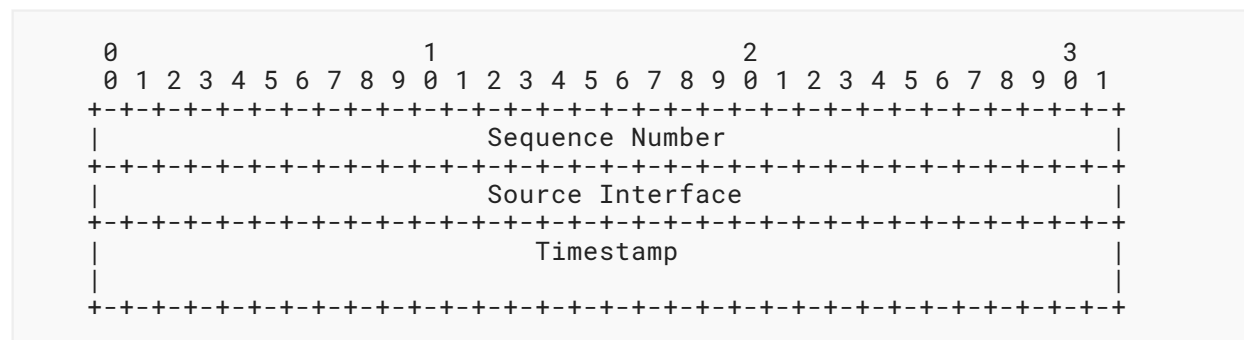 0                   1                   2                   3
 0 1 2 3 4 5 6 7 8 9 0 1 2 3 4 5 6 7 8 9 0 1 2 3 4 5 6 7 8 9 0 1
+-+-+-+-+-+-+-+-+-+-+-+-+-+-+-+-+-+-+-+-+-+-+-+-+-+-+-+-+-+-+-+-+
|                        Sequence Number                        |
+-+-+-+-+-+-+-+-+-+-+-+-+-+-+-+-+-+-+-+-+-+-+-+-+-+-+-+-+-+-+-+-+
|                        Source Interface                       |
+-+-+-+-+-+-+-+-+-+-+-+-+-+-+-+-+-+-+-+-+-+-+-+-+-+-+-+-+-+-+-+-+
|                           Timestamp                           |
|                                                               |
+-+-+-+-+-+-+-+-+-+-+-+-+-+-+-+-+-+-+-+-+-+-+-+-+-+-+-+-+-+-+-+-+